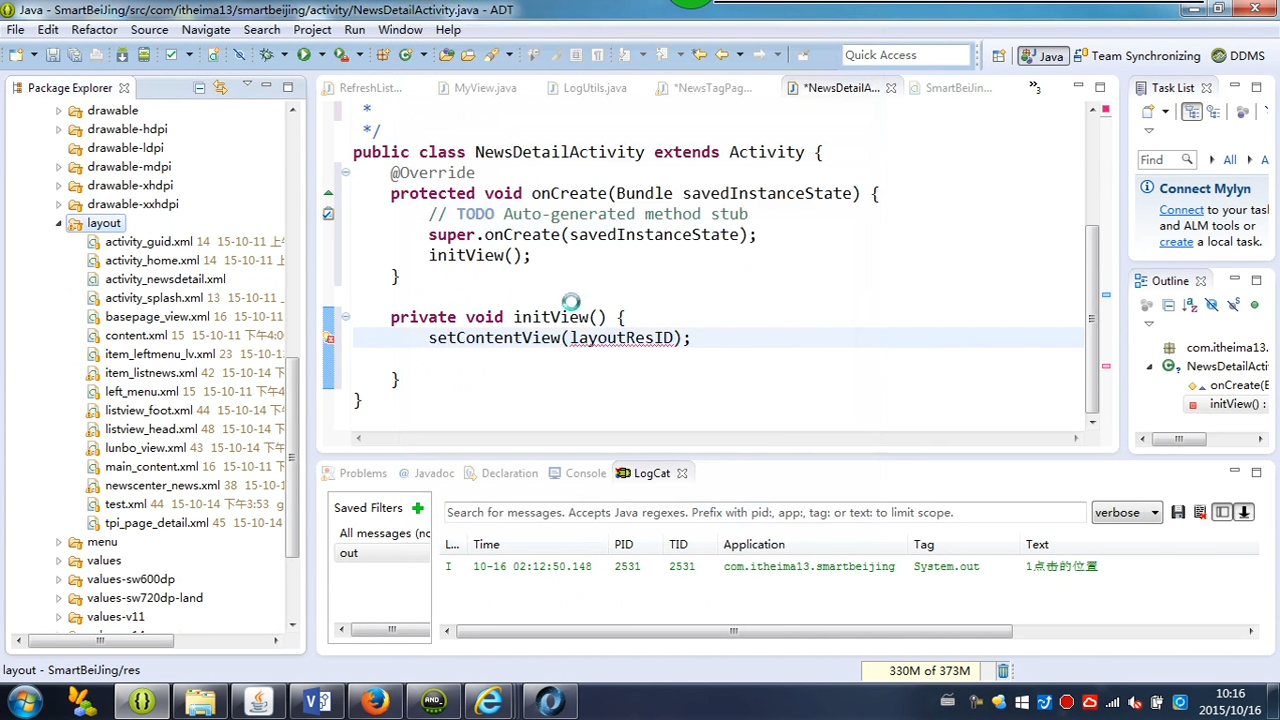 Java - SmartBeiJing/src/com/itheima13/smartbeijing/activity/NewsDetailActivity.java - ADT
File Edit Refactor Source Navigate Search Project Run Window Help
Quick Access
Java
Team Synchronizing
DDMS
Package Explorer
drawable
drawable-hdpi
drawable-ldpi
drawable-mdpi
drawable-xhdpi
drawable-xxhdpi
layout
activity_guid.xml 14 15-10-11 上
activity_home.xml 14 15-10-11
activity_newsdetail.xml
activity_splash.xml 13 15-10-11
basepage_view.xml 16 15-10-11
content.xml 15 15-10-11 下午4:0
item_leftmenu_lv.xml 23 15-10-1
item_listnews.xml 42 15-10-14
left_menu.xml 15 15-10-11 下午4
listview_foot.xml 44 15-10-14 下
listview_head.xml 44 15-10-14
lunbo_view.xml 43 15-10-14 下
main_content.xml 16 15-10-11
newscenter_news.xml 38 15-10-
test.xml 44 15-10-14 下午3:53 g
tpi_page_detail.xml 45 15-10-14
menu
values
values-sw600dp
values-sw720dp-land
values-v11
RefreshList...
MyView.java
LogUtils.java
*NewsTagPag...
*NewsDetailA...
SmartBeiJin...
*
*/
public class NewsDetailActivity extends Activity {
@Override
protected void onCreate(Bundle savedInstanceState) {
// TODO Auto-generated method stub
super.onCreate(savedInstanceState);
initView();
}
private void initView() {
setContentView(layoutResID);
}
}
Task List
Find
All
A
Connect Mylyn
Connect to your task
and ALM tools or
create a local task.
Outline
com.itheima13.s
NewsDetailActi
onCreate(B
initView() :
Problems
Javadoc
Declaration
Console
LogCat
Saved Filters
All messages (no
out
Search for messages. Accepts Java regexes. Prefix with pid:, app:, tag: or text: to limit scope.
verbose
L... Time PID TID Application Tag Text
I 10-16 02:12:50.148 2531 2531 com.itheima13.smartbeijing System.out 1点击的位置
layout - SmartBeiJing/res
330M of 373M
10:16
2015/10/16